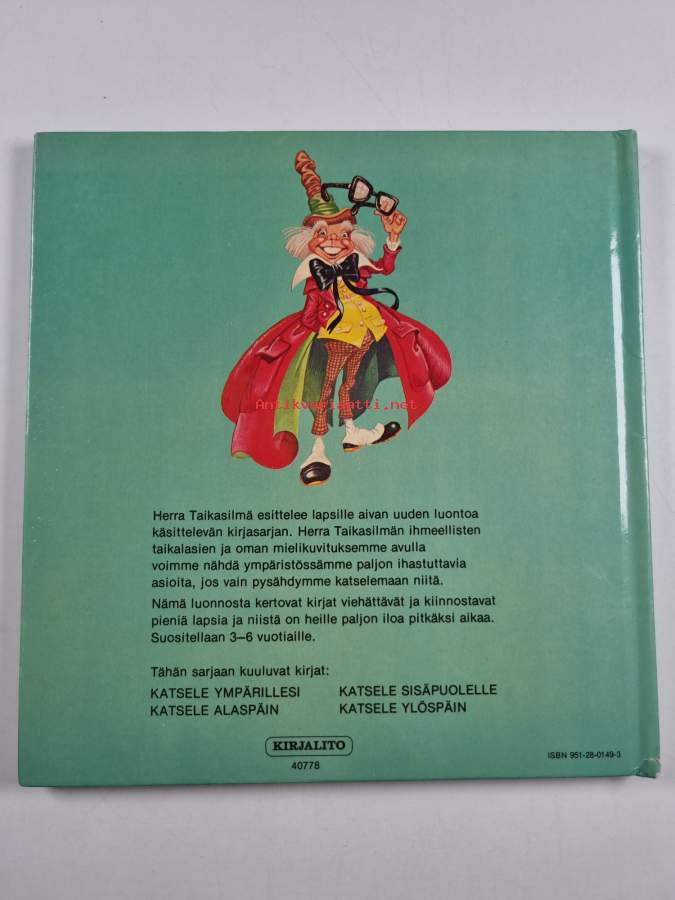 Antikvariaatti.net
Herra Taikasilmä esittelee lapsille aivan uuden luontoa
käsittelevän kirjasarjan. Herra Taikasilmän ihmeellisten
taikalasien ja oman mielikuvituksemme avulla
voimme nähdä ympäristössämme paljon ihastuttavia
asioita, jos vain pysähdymme katselemaan niitä.
Nämä luonnosta kertovat kirjat viehättävät ja kiinnostavat
pieniä lapsia ja niistä on heille paljon iloa pitkäksi aikaa.
Suositellaan 3–6 vuotiaille.
Tähän sarjaan kuuluvat kirjat:
KATSELE YMPÄRILLESI KATSELE SISÄPUOLELLE
KATSELE ALASPÄIN KATSELE YLÖSPÄIN
KIRJALITO
40778
ISBN 951-28-0149-3